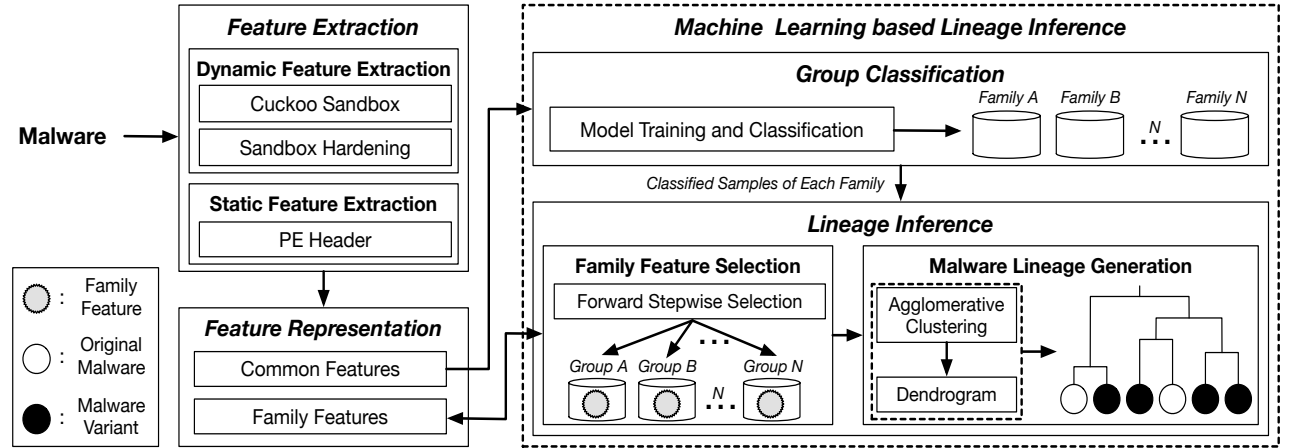 Malware
Feature Extraction
Dynamic Feature Extraction
Cuckoo Sandbox
Sandbox Hardening
Static Feature Extraction
PE Header
Feature Representation
Common Features
Family Features
: Family
Feature
: Original
Malware
: Malware
Variant
Machine Learning based Lineage Inference
Group Classification
Model Training and Classification
Family A Family B N Family N
...
Classified Samples of Each Family
Lineage Inference
Family Feature Selection
Forward Stepwise Selection
...
Group A Group B N Group N
...
Malware Lineage Generation
Agglomerative
Clustering
Dendrogram